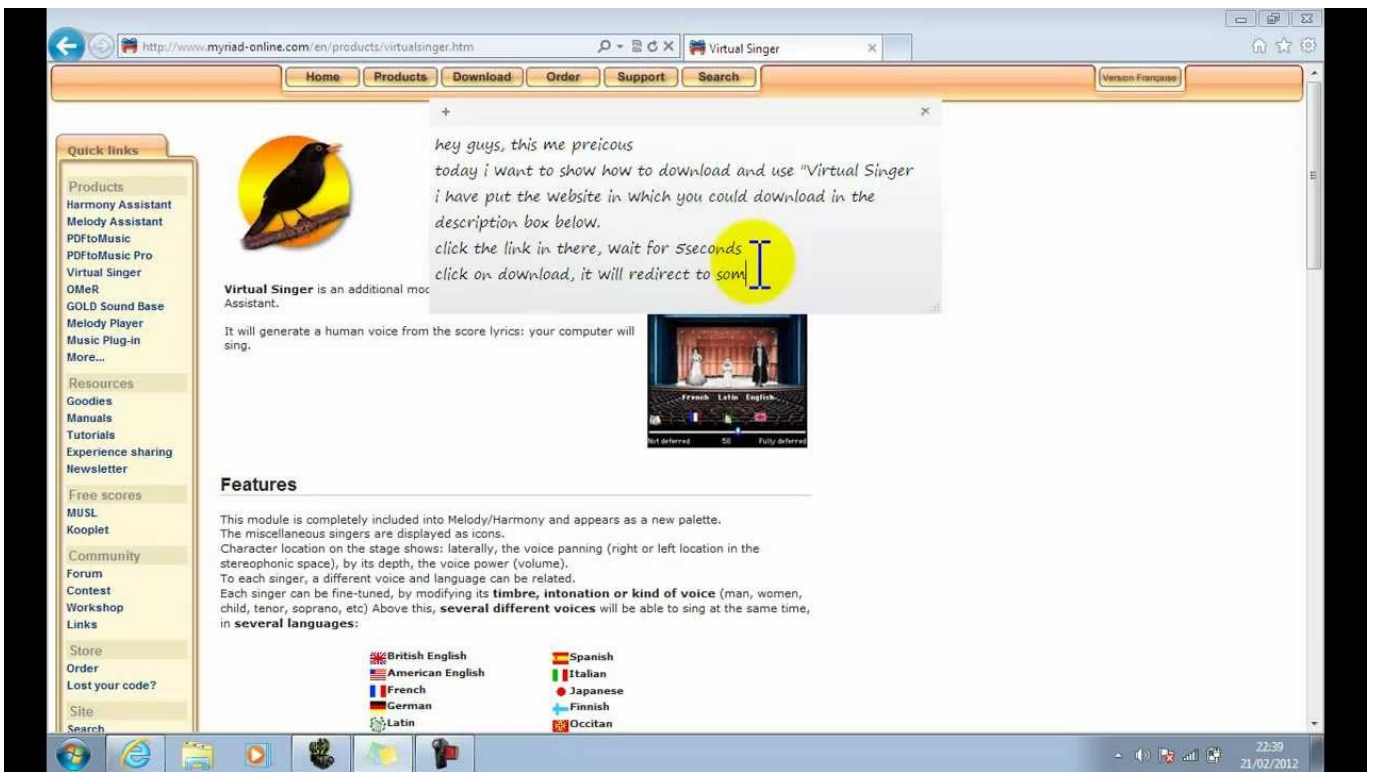 http://www.myriad-online.com/en/products/virtualsinger.htm
Virtual Singer
Home Products Download Order Support Search
Version Française
hey guys, this me preicous
today i want to show how to download and use "Virtual Singer
i have put the website in which you could download in the
description box below.
click the link in there, wait for 5seconds
click on download, it will redirect to som
Quick links
Products
Harmony Assistant
Melody Assistant
PDFtoMusic
PDFtoMusic Pro
Virtual Singer
OMeR
GOLD Sound Base
Melody Player
Music Plug-in
More...
Resources
Goodies
Manuals
Tutorials
Experience sharing
Newsletter
Free scores
MUSL
Kooplet
Community
Forum
Contest
Workshop
Links
Store
Order
Lost your code?
Site
Search
Virtual Singer is an additional mod
Assistant.
It will generate a human voice from the score lyrics: your computer will
sing.
French Latin English
Not deferred 50 Fully deferred
Features
This module is completely included into Melody/Harmony and appears as a new palette.
The miscellaneous singers are displayed as icons.
Character location on the stage shows: laterally, the voice panning (right or left location in the
stereophonic space), by its depth, the voice power (volume).
To each singer, a different voice and language can be related.
Each singer can be fine-tuned, by modifying its timbre, intonation or kind of voice (man, women,
child, tenor, soprano, etc) Above this, several different voices will be able to sing at the same time,
in several languages:
British English Spanish
American English Italian
French Japanese
German Finnish
Latin Occitan
22:39
21/02/2012